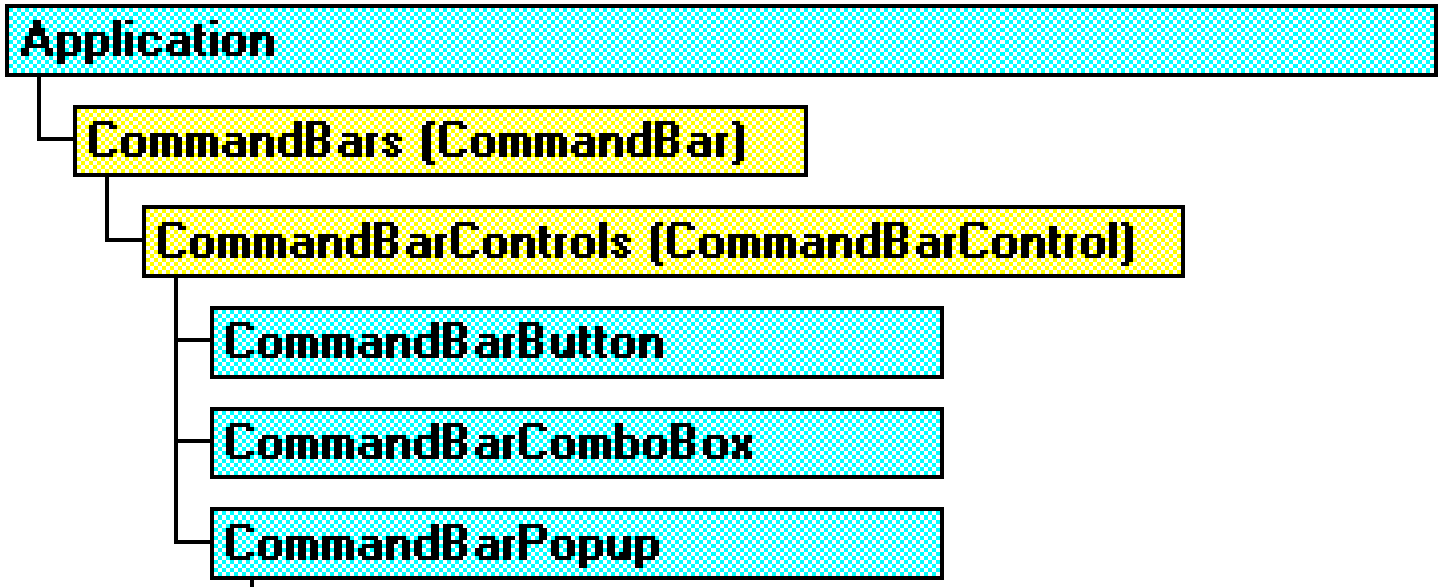 Application
CommandBars (CommandBar)
CommandBarControls (CommandBarControl)
CommandBarButton
CommandBarComboBox
CommandBarPopup